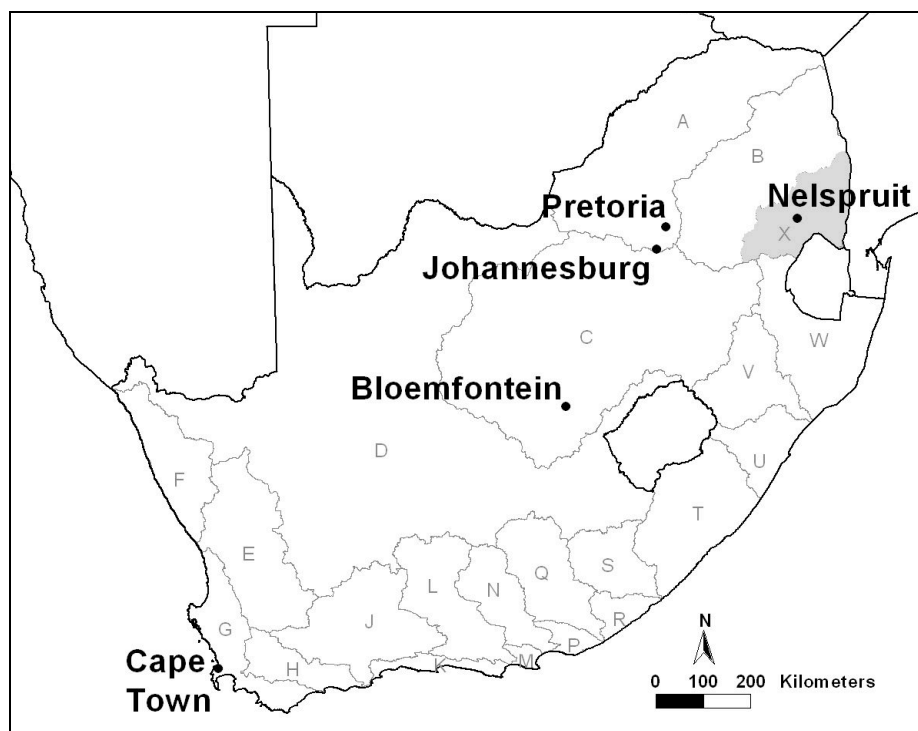 A
B
Nelspruit
Pretoria
X
Johannesburg
C
W
V
Bloemfontein
D
U
F
T
E
S
Q
L
N
J
R
G
P
M
K
H
Cape
Town
N
0 100 200 Kilometers